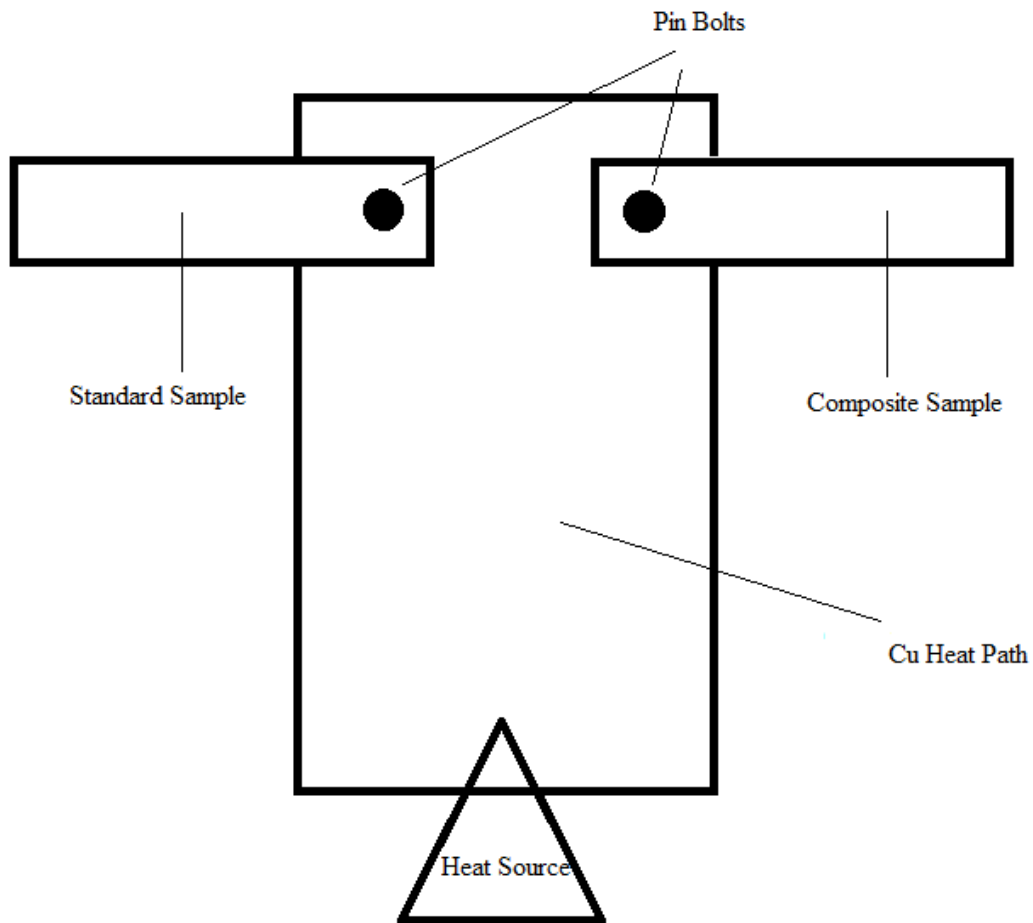 Pin Bolts
Standard Sample
Composite Sample
Cu Heat Path
Heat Source